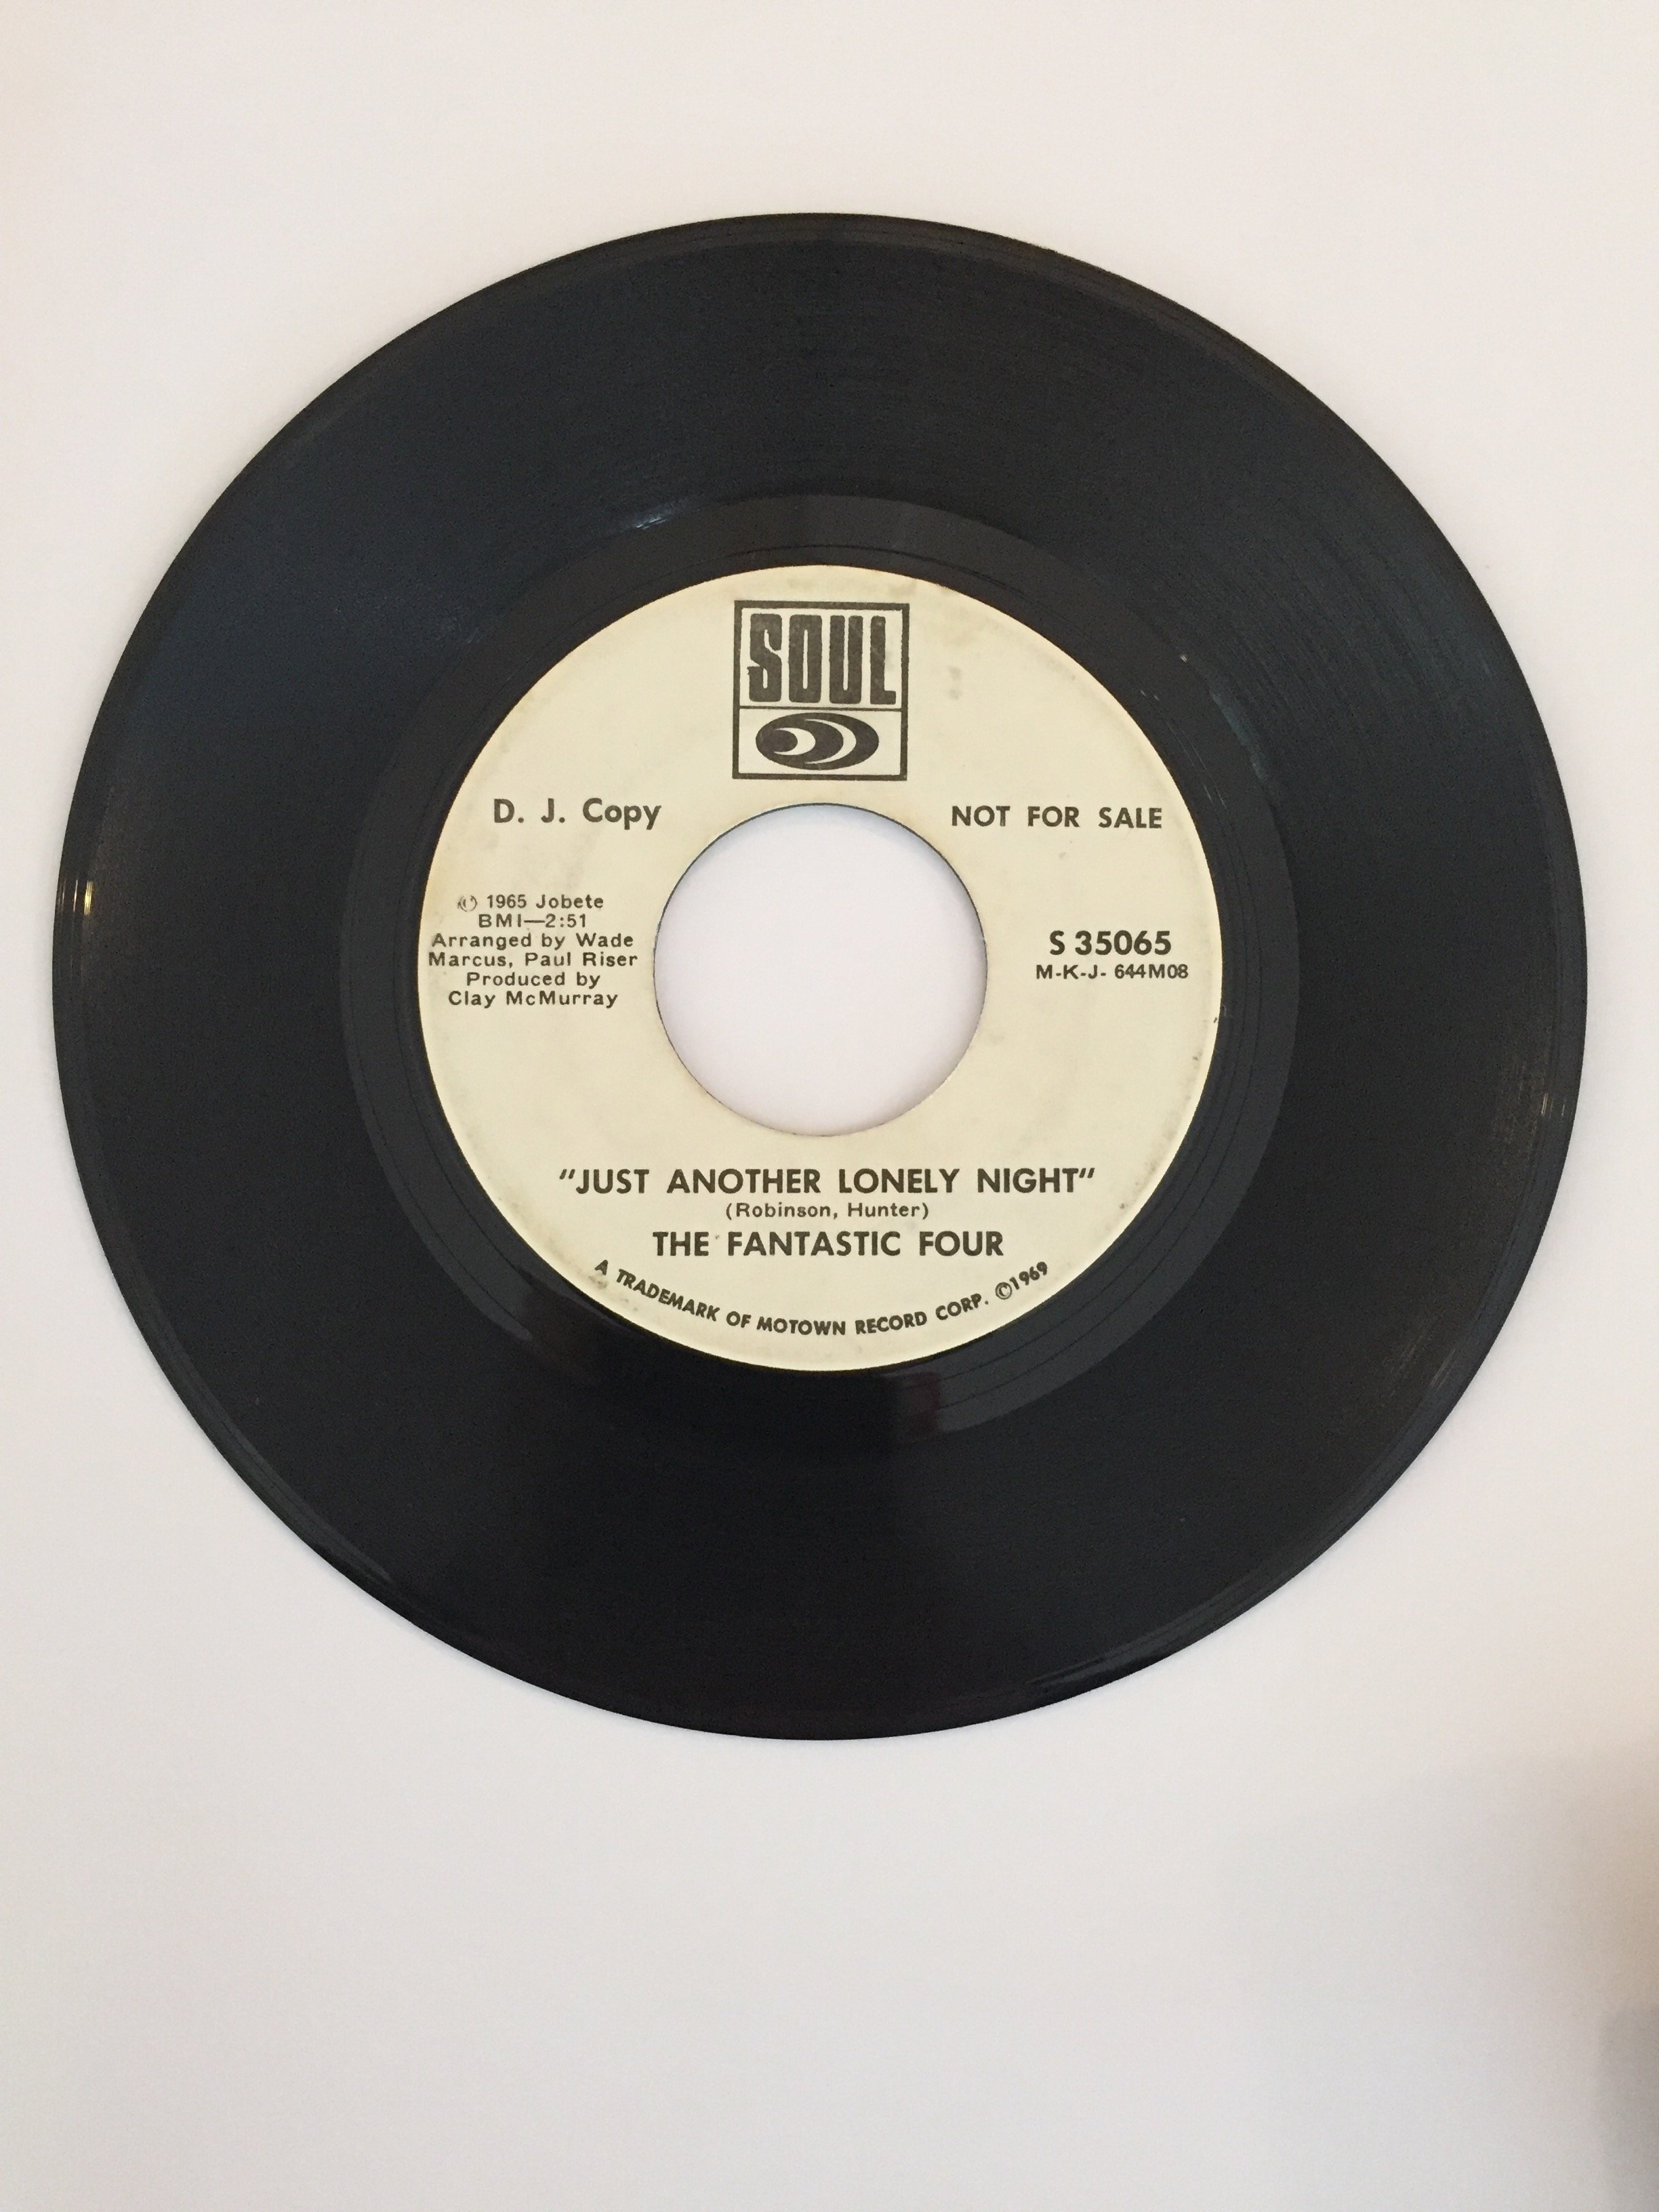 SOUL
D. J. Copy
NOT FOR SALE
© 1965 Jobete
BMI—2:51
Arranged by Wade
Marcus, Paul Riser
Produced by
Clay McMurray
S 35065
M-K-J- 644M08
"JUST ANOTHER LONELY NIGHT"
(Robinson, Hunter)
THE FANTASTIC FOUR
A TRADEMARK OF MOTOWN RECORD CORP. ©1969